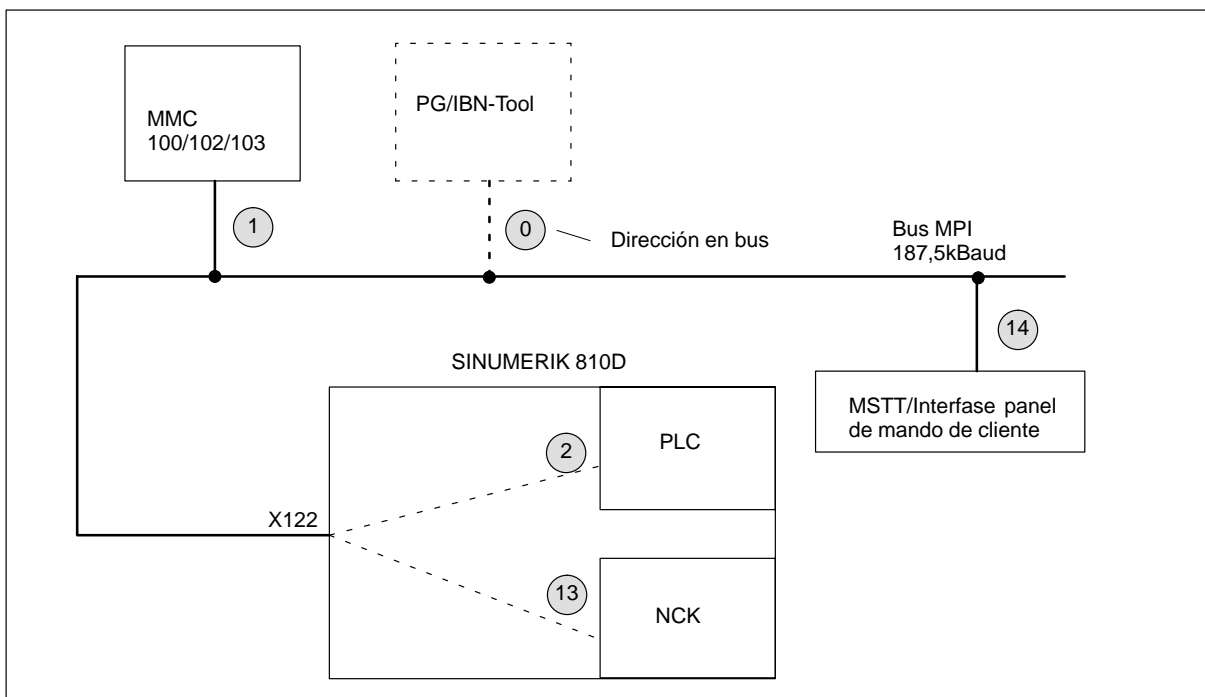 MMC
100/102/103
PG/IBN-Tool
1
0
Dirección en bus
Bus MPI
187,5kBaud
14
SINUMERIK 810D
MSTT/Interfase panel
de mando de cliente
PLC
2
X122
13
NCK